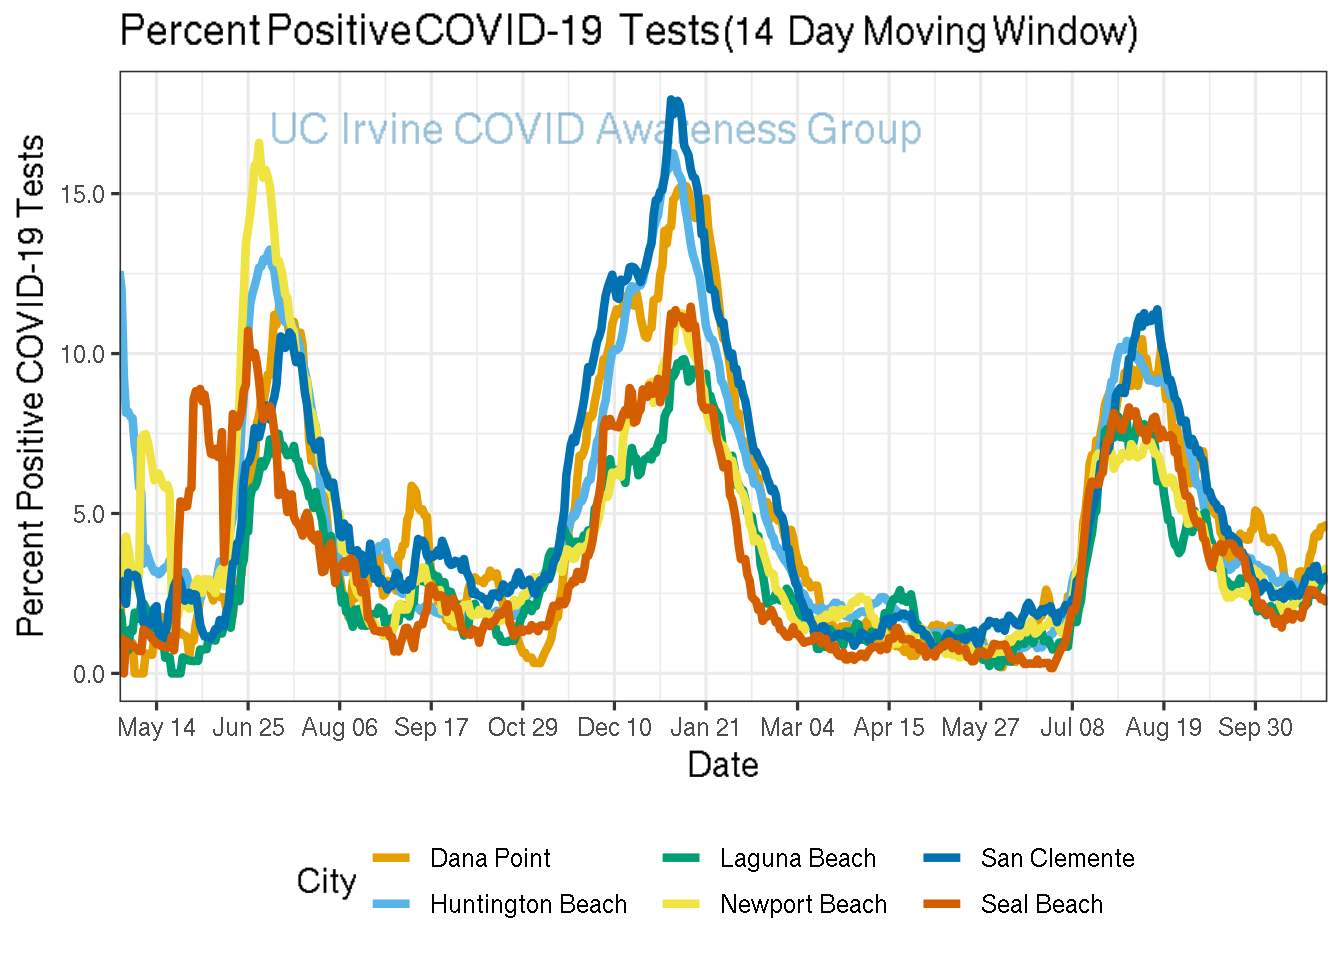 Percent Positive COVID-19 Tests (14 Day Moving Window)
UC Irvine COVID Awareness Group
Percent Positive COVID-19 Tests
15.0
10.0
5.0
0.0
May 14 Jun 25 Aug 06 Sep 17 Oct 29 Dec 10 Jan 21 Mar 04 Apr 15 May 27 Jul 08 Aug 19 Sep 30
Date
City
Dana Point Laguna Beach San Clemente
Huntington Beach Newport Beach Seal Beach